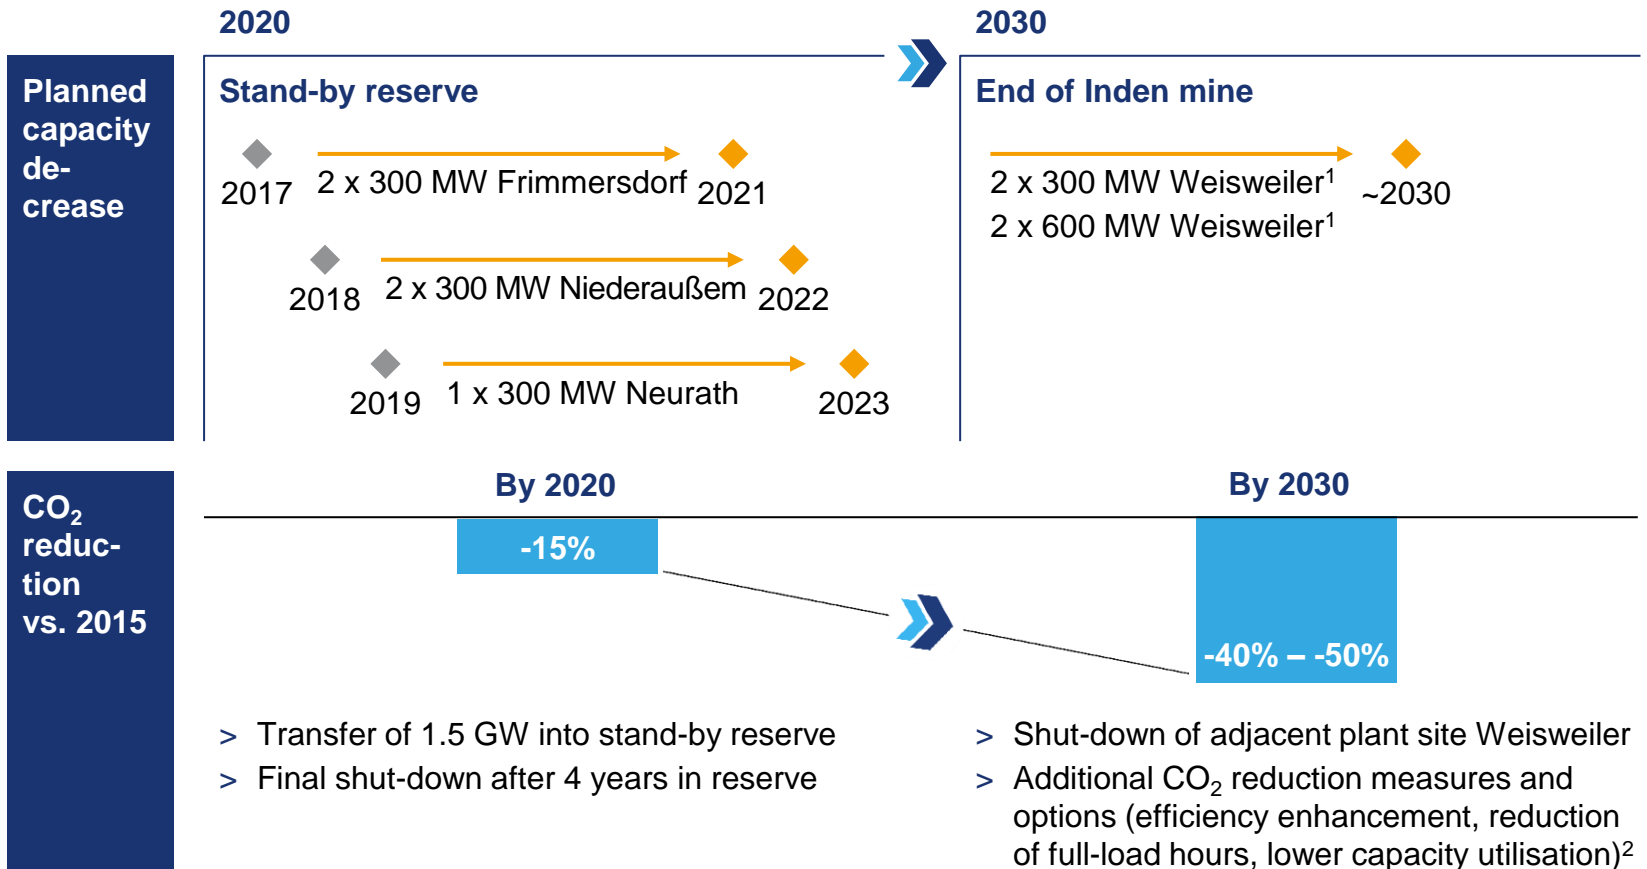 2020
2030
Planned
capacity
de-
crease
Stand-by reserve
2017
2 x 300 MW Frimmersdorf
2021
2018
2 x 300 MW Niederaußem
2022
2019
1 x 300 MW Neurath
2023
End of Inden mine
2 x 300 MW Weisweiler¹
2 x 600 MW Weisweiler¹
~2030
CO₂
reduc-
tion
vs. 2015
By 2020
By 2030
-15%
-40% – -50%
> Transfer of 1.5 GW into stand-by reserve
> Final shut-down after 4 years in reserve
> Shut-down of adjacent plant site Weisweiler
> Additional CO₂ reduction measures and
options (efficiency enhancement, reduction
of full-load hours, lower capacity utilisation)²